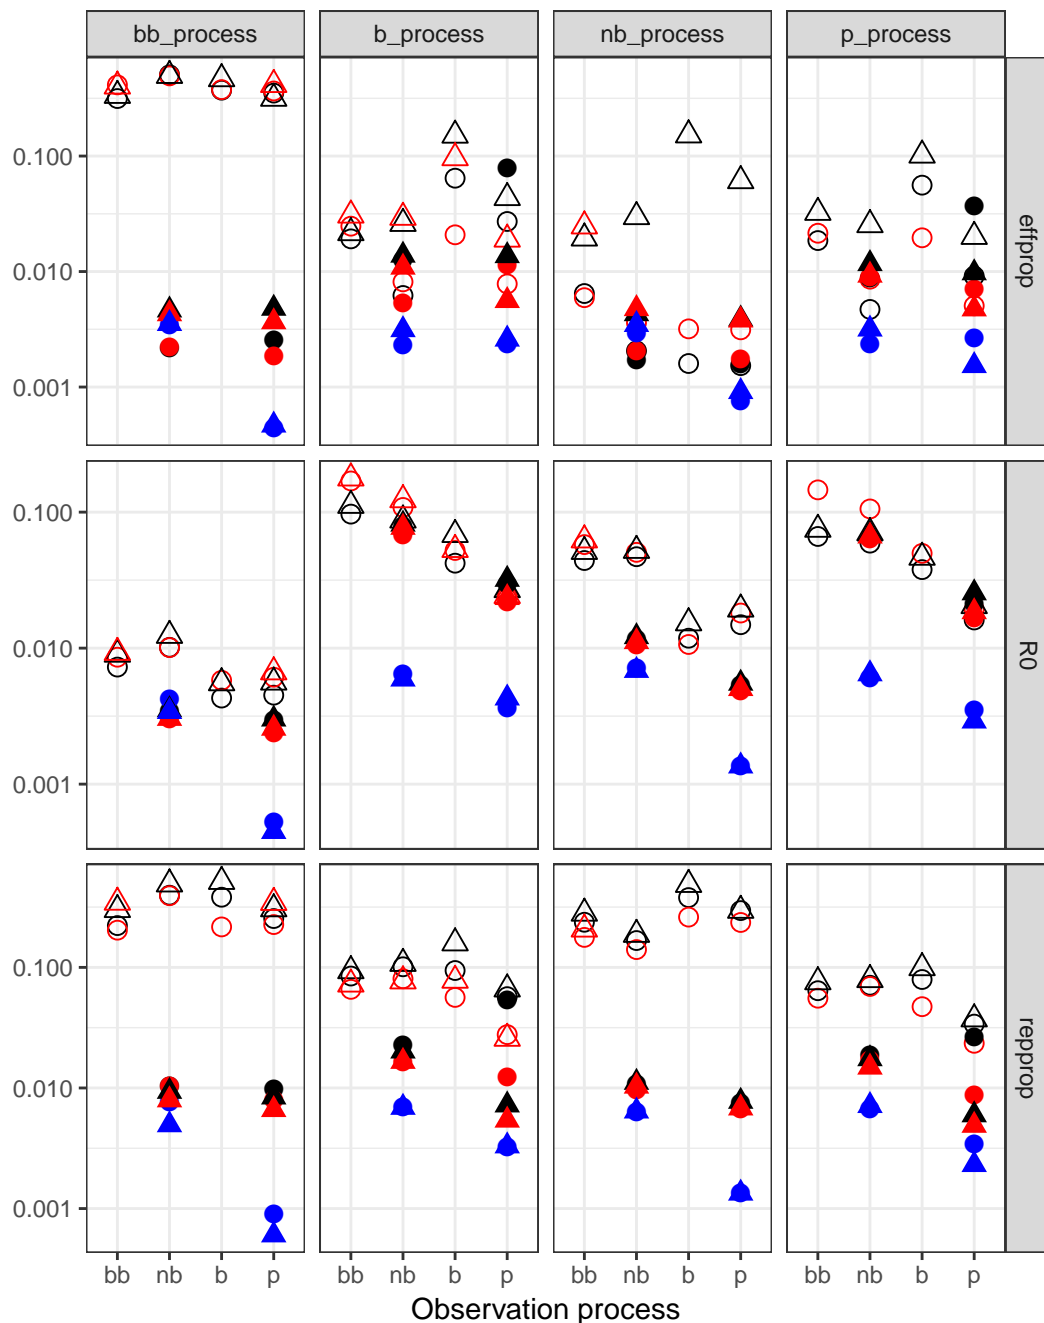 bb_process b_process nb_process p_process
0.100
0.010
0.001
effprop
0.100
0.010
0.001
R0
0.100
0.010
0.001
repprop
bb nb b p bb nb b p bb nb b p bb nb b p
Observation process